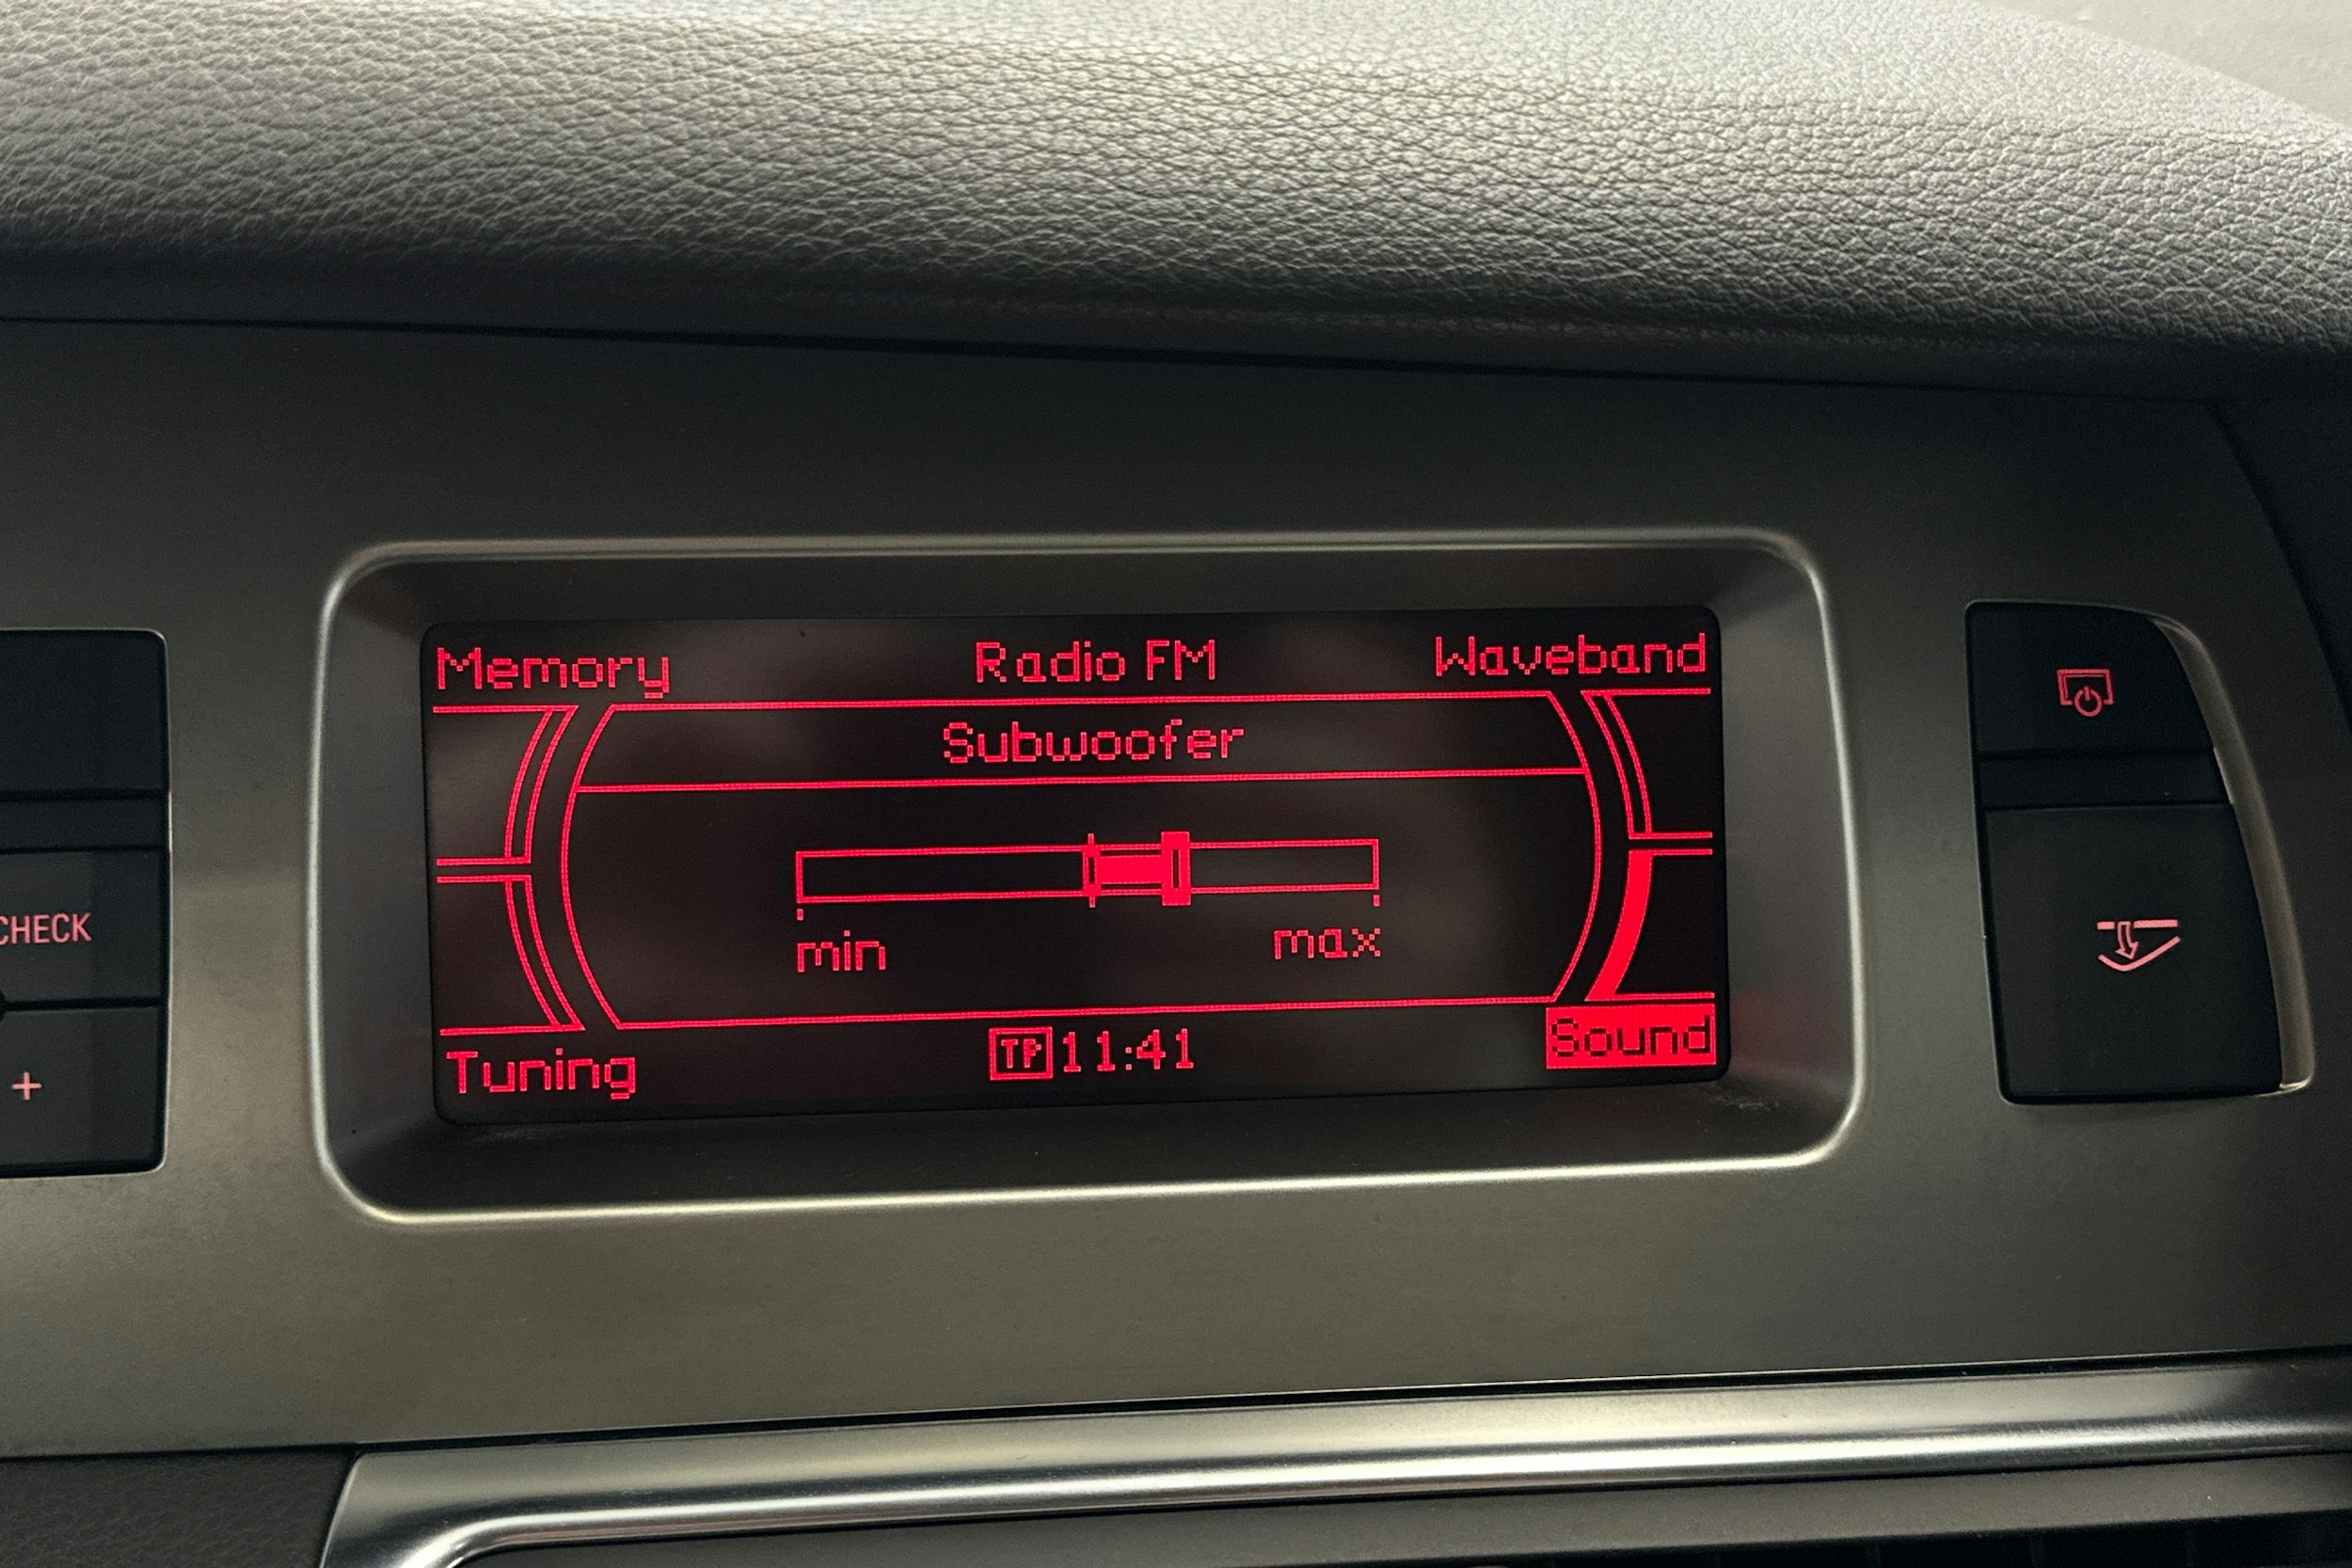 Memory Radio FM Waveband
Subwoofer
CHECK
min max
+
Tuning TP 11:41 Sound